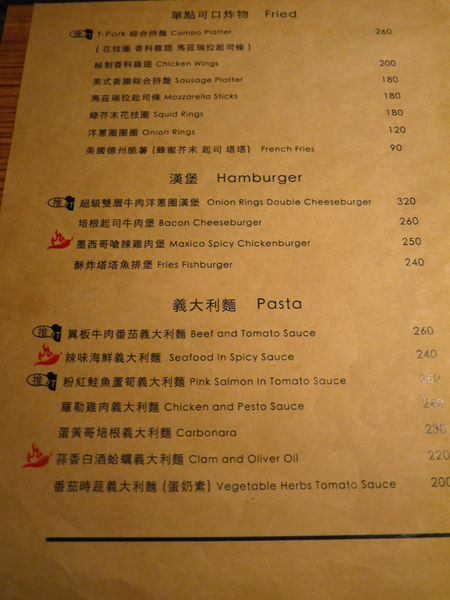 單點可口炸物 Fried
推 T-Pork 綜合拼盤 Combo Platter 260
(花枝圈 香料雞翅 馬茲瑞拉起司條)
秘制香料雞翅 Chicken Wings 200
美式香腸綜合拼盤 Sausage Platter 180
馬茲瑞拉起司條 Mozzarella Sticks 180
綠芥末花枝圈 Squid Rings 180
洋蔥圈圈圈 Onion Rings 120
美國德州脆薯 (蜂蜜芥末 起司 塔塔) French Fries 90
漢堡 Hamburger
推 超級雙層牛肉洋蔥圈漢堡 Onion Rings Double Cheeseburger 320
培根起司牛肉堡 Bacon Cheeseburger 260
墨西哥嗆辣雞肉堡 Maxico Spicy Chickenburger 250
酥炸塔塔魚排堡 Fries Fishburger 240
義大利麵 Pasta
推 翼板牛肉番茄義大利麵 Beef and Tomato Sauce 260
辣味海鮮義大利麵 Seafood in Spicy Sauce 240
推 粉紅鮭魚蘆筍義大利麵 Pink Salmon In Tomato Sauce 260
羅勒雞肉義大利麵 Chicken and Pesto Sauce 240
蛋黃哥培根義大利麵 Carbonara 230
蒜香白酒蛤蠣義大利麵 Clam and Oliver Oil 220
番茄時蔬義大利麵 (蛋奶素) Vegetable Herbs Tomato Sauce 200